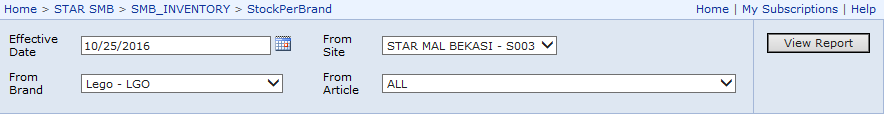 Home > STAR SMB > SMB_INVENTORY > StockPerBrand
Home | My Subscriptions | Help
Effective Date
10/25/2016
From Site
STAR MAL BEKASI - S003
View Report
From Brand
Lego - LGO
From Article
ALL